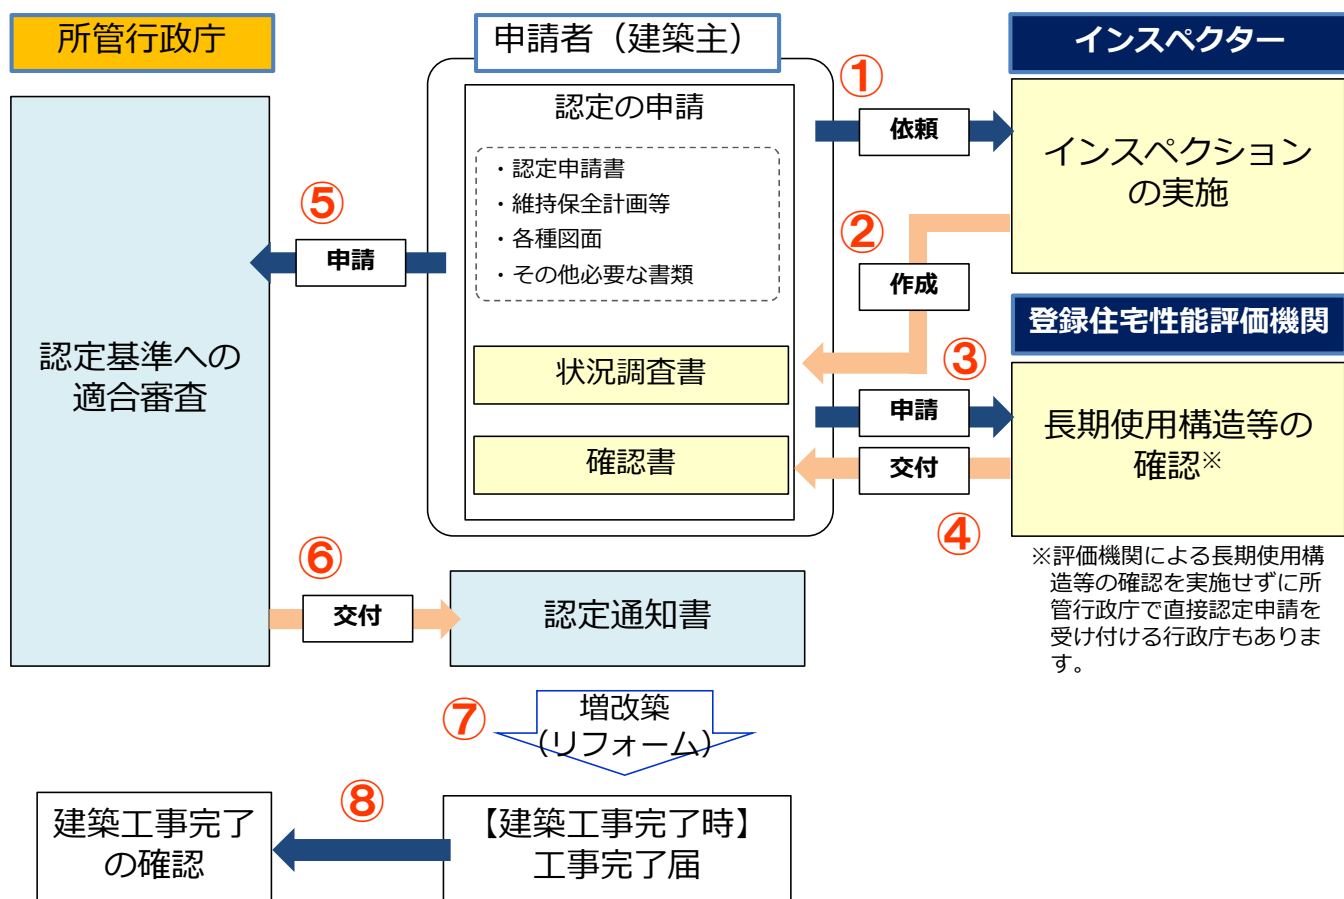 所管行政庁
申請者（建築主）
インスペクター
①
認定の申請
依頼
・認定申請書
・維持保全計画等
・各種図面
・その他必要な書類
インスペクション
の実施
⑤
申請
②
作成
認定基準への
適合審査
登録住宅性能評価機関
状況調査書
③
申請
長期使用構造等の
確認※
確認書
交付
④
※評価機関による長期使用構
造等の確認を実施せずに所
管行政庁で直接認定申請を
受け付ける行政庁もありま
す。
⑥
交付
認定通知書
⑦
増改築
(リフォーム)
⑧
建築工事完了
の確認
【建築工事完了時】
工事完了届